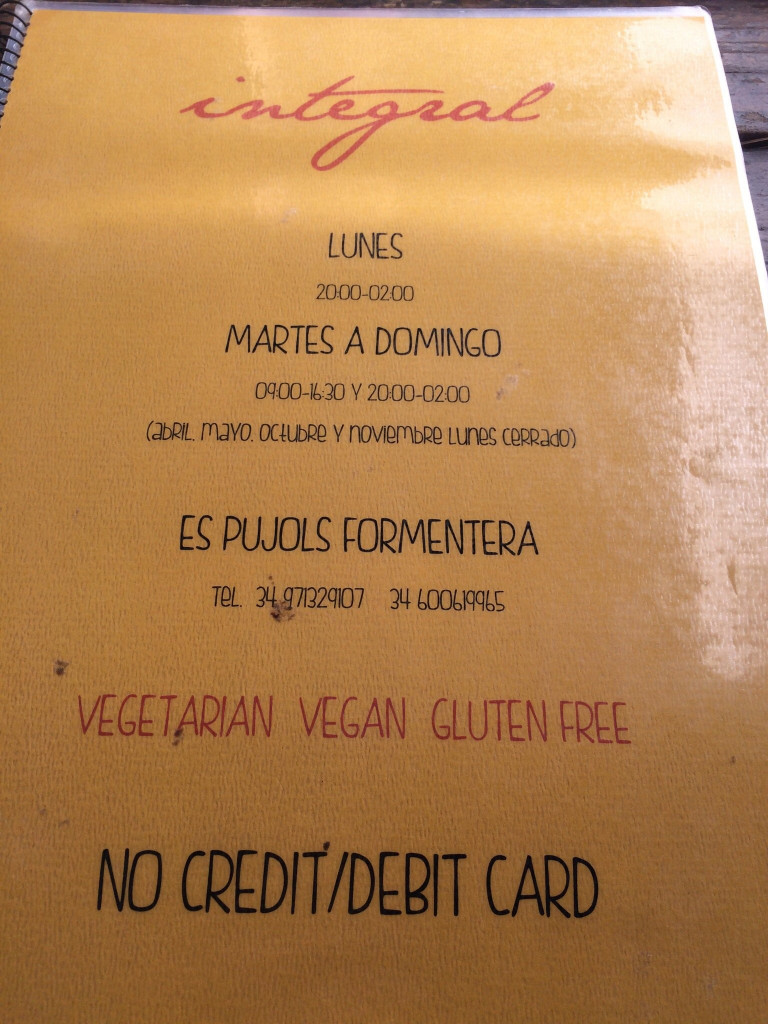 integral
LUNES
20:00-02:00
MARTES A DOMINGO
09:00-16:30 Y 20:00-02:00
(abril, mayo, octubre y noviembre lunes cerrado)
ES PUJOLS FORMENTERA
Tel. 34 971329107 34 600619965
VEGETARIAN VEGAN GLUTEN FREE
NO CREDIT/DEBIT CARD